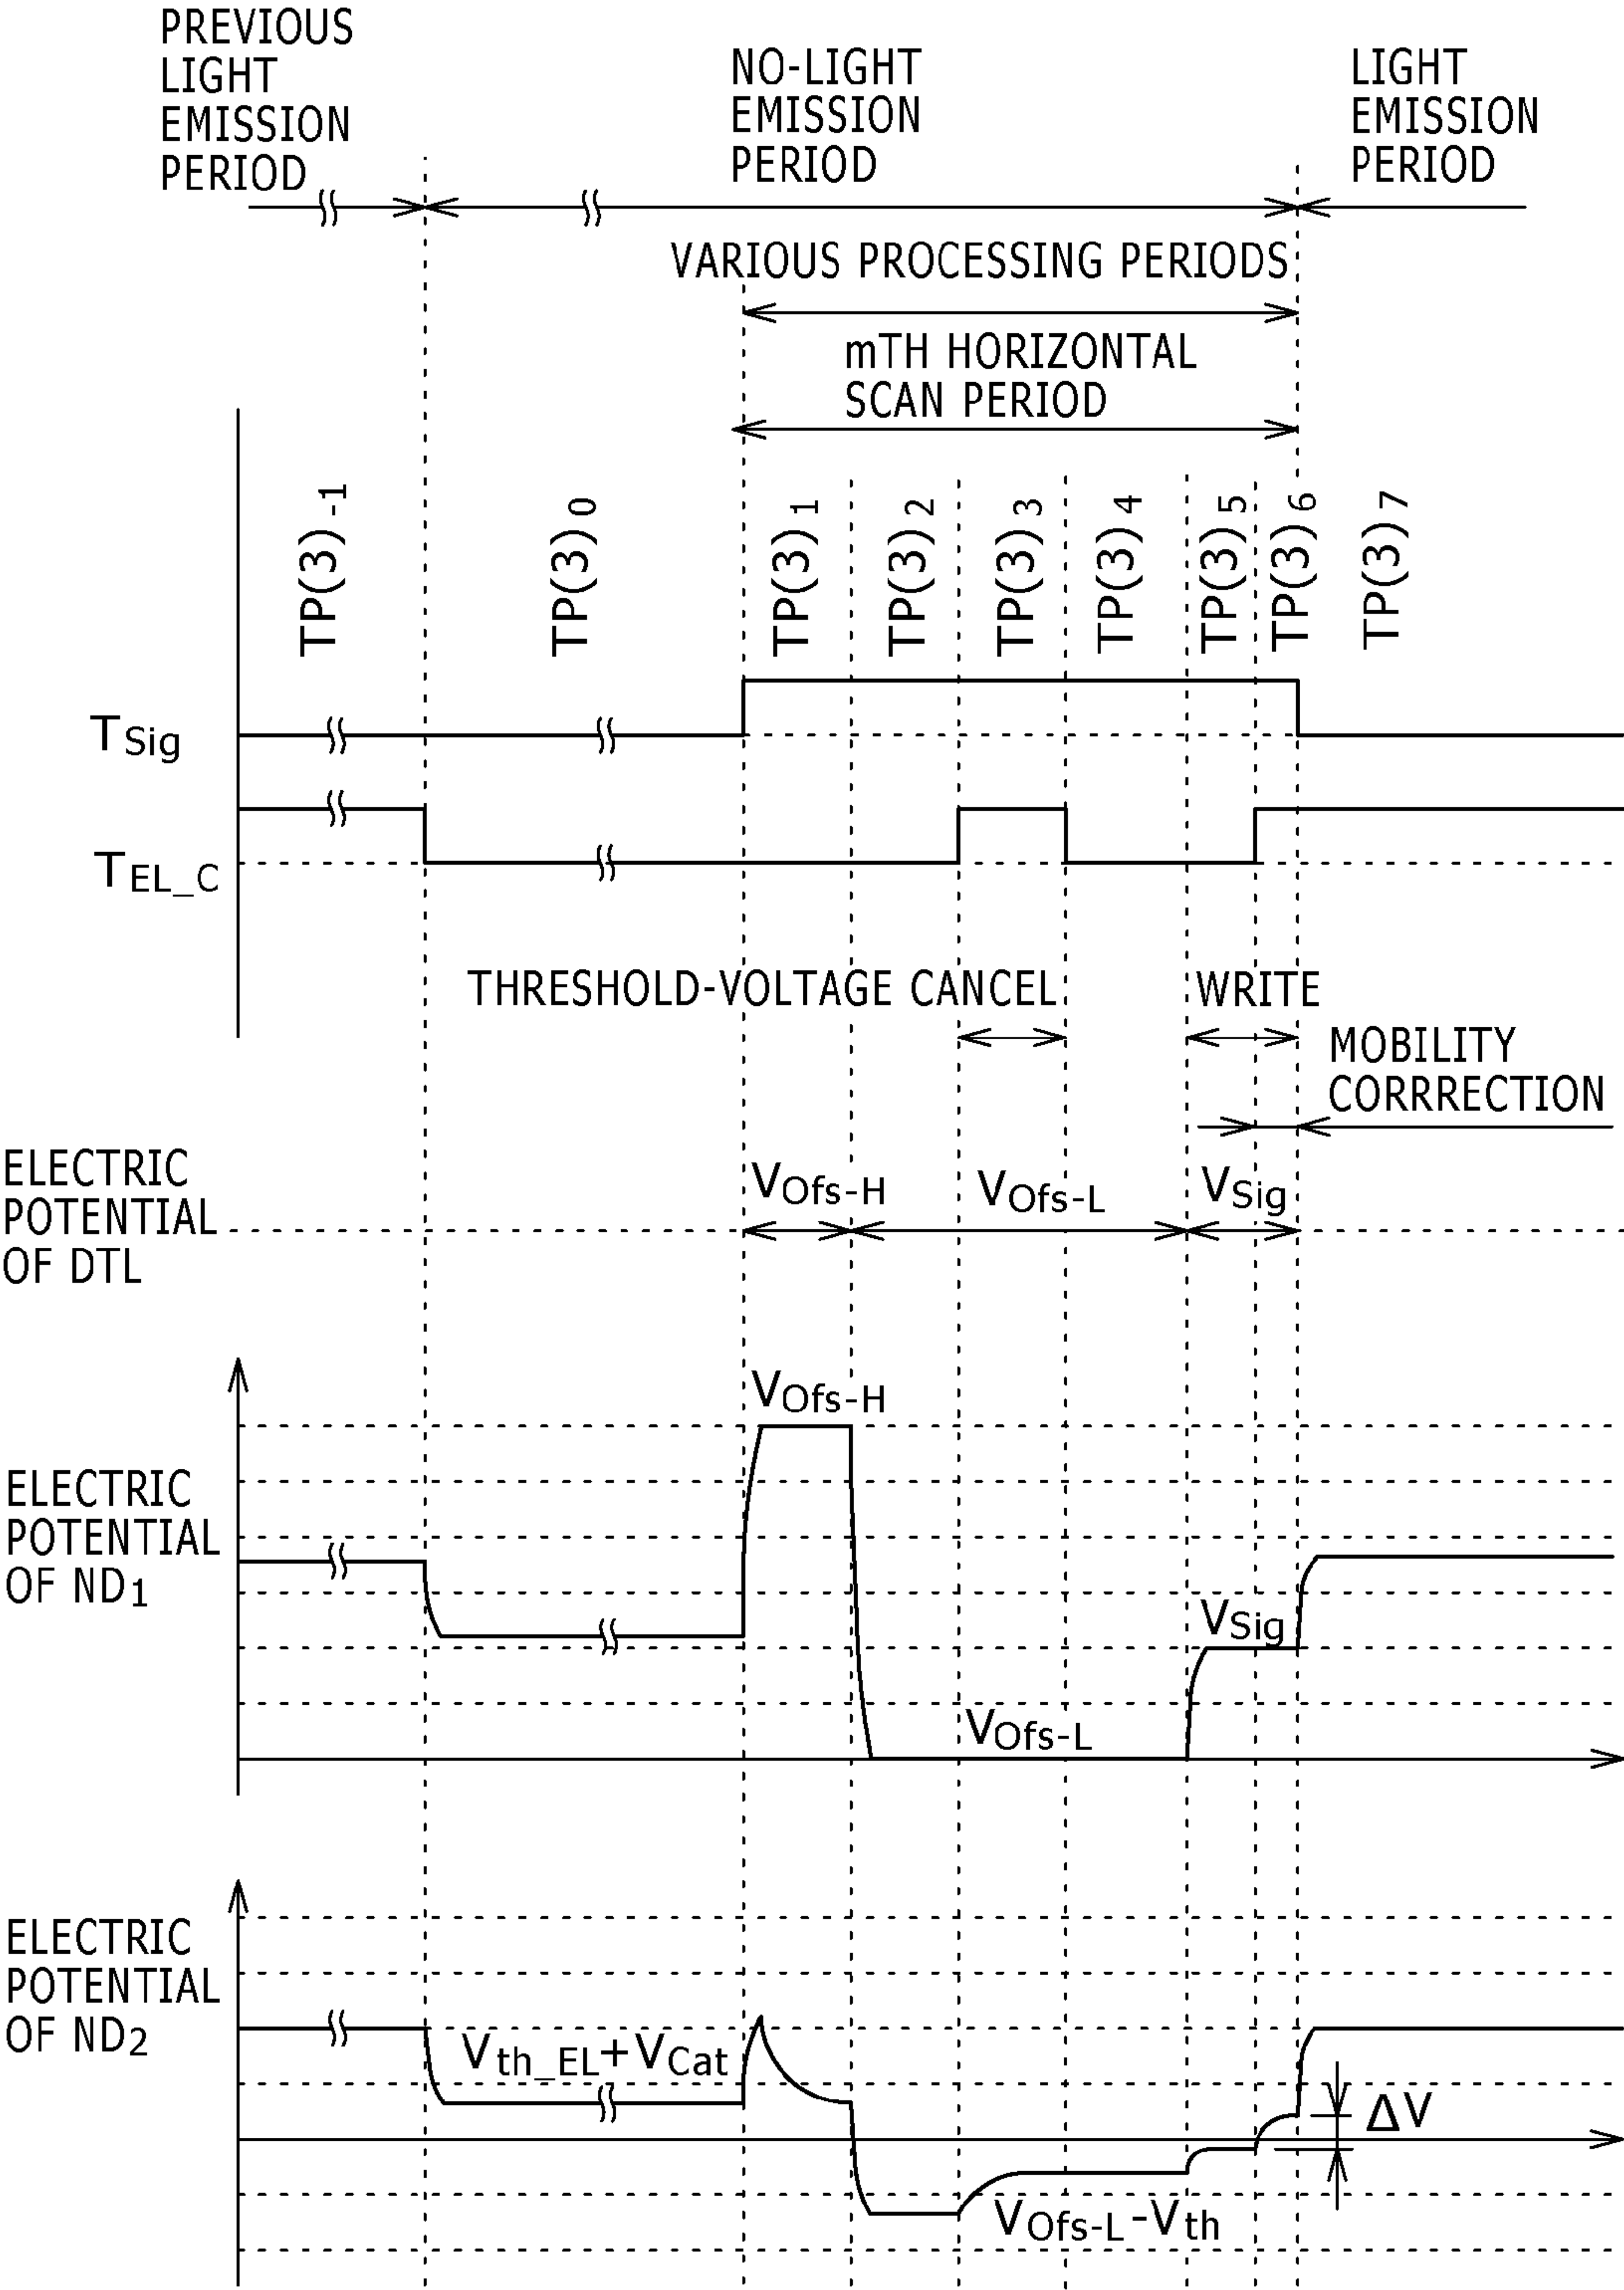 PREVIOUS
LIGHT
EMISSION
PERIOD
NO-LIGHT
EMISSION
PERIOD
LIGHT
EMISSION
PERIOD
VARIOUS PROCESSING PERIODS
mTH HORIZONTAL
SCAN PERIOD
TP(3)-1
TP(3)0
TP(3)1
TP(3)2
TP(3)3
TP(3)4
TP(3)5
TP(3)6
TP(3)7
TSig
TEL_C
THRESHOLD-VOLTAGE CANCEL
WRITE
MOBILITY
CORRRECTION
ELECTRIC
POTENTIAL
OF DTL
VOfs-H
VOfs-L
VSig
VOfs-H
ELECTRIC
POTENTIAL
OF ND1
VSig
VOfs-L
ELECTRIC
POTENTIAL
OF ND2
Vth_EL+VCat
ΔV
VOfs-L-Vth